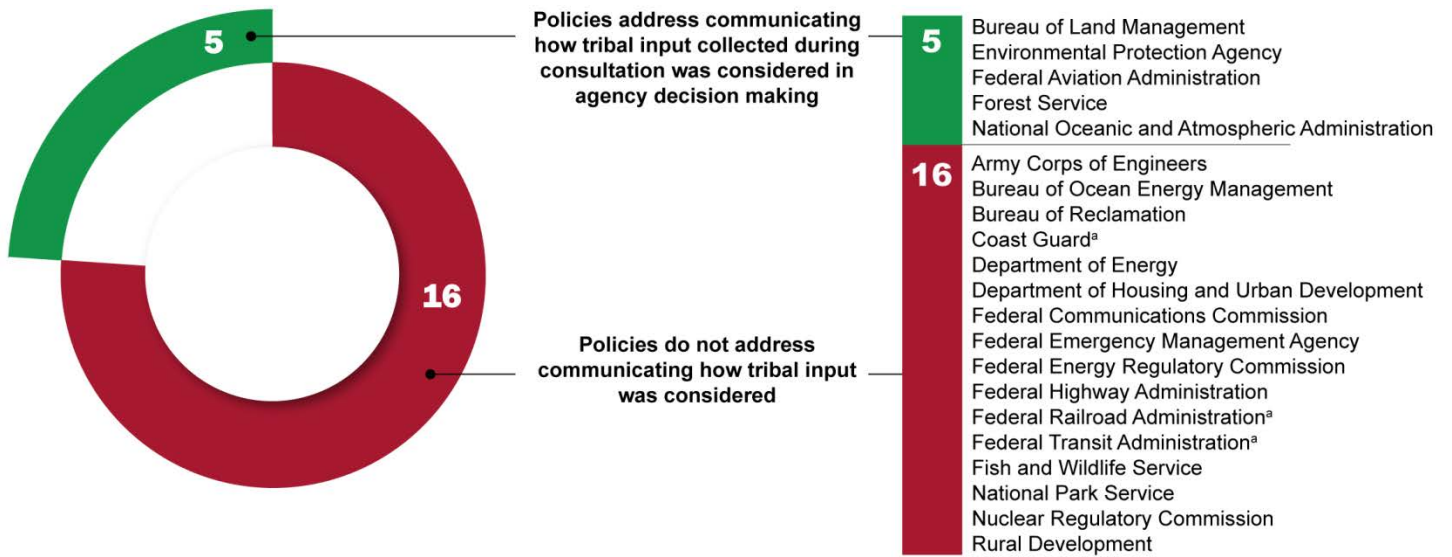 5
Policies address communicating
how tribal input collected during
consultation was considered in
agency decision making
5
Bureau of Land Management
Environmental Protection Agency
Federal Aviation Administration
Forest Service
National Oceanic and Atmospheric Administration
16
Policies do not address
communicating how tribal input
was considered
16
Army Corps of Engineers
Bureau of Ocean Energy Management
Bureau of Reclamation
Coast Guardᵃ
Department of Energy
Department of Housing and Urban Development
Federal Communications Commission
Federal Emergency Management Agency
Federal Energy Regulatory Commission
Federal Highway Administration
Federal Railroad Administrationᵃ
Federal Transit Administrationᵃ
Fish and Wildlife Service
National Park Service
Nuclear Regulatory Commission
Rural Development